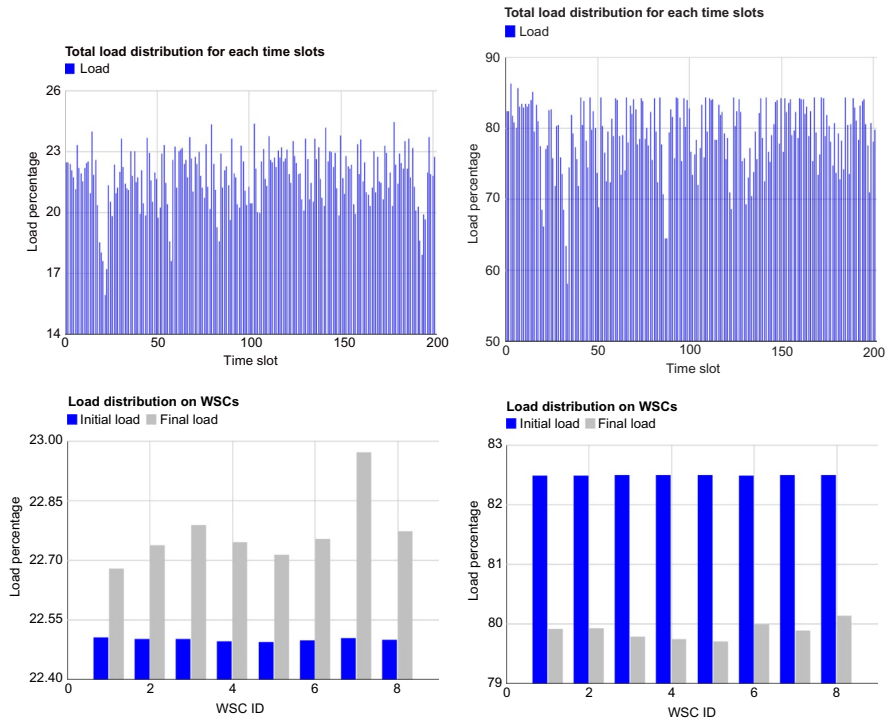 Total load distribution for each time slots
Load
26
23
20
17
14
Load percentage
0 50 100 150 200
Time slot
Total load distribution for each time slots
Load
90
80
70
60
50
Load percentage
0 50 100 150 200
Time slot
Load distribution on WSCs
Initial load Final load
23.00
22.85
22.70
22.55
22.40
Load percentage
0 2 4 6 8
WSC ID
Load distribution on WSCs
Initial load Final load
83
82
81
80
79
Load percentage
0 2 4 6 8
WSC ID